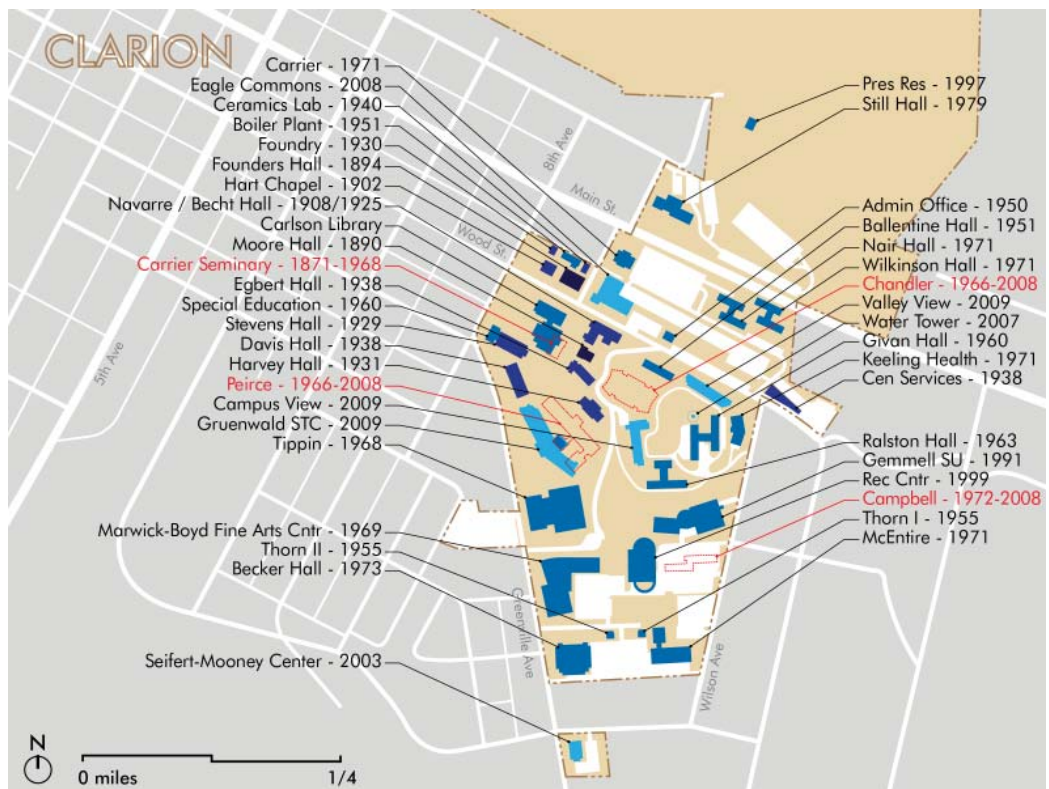 CLARION
Carrier - 1971
Eagle Commons - 2008
Ceramics Lab - 1940
Boiler Plant - 1951
Foundry - 1930
Founders Hall - 1894
Hart Chapel - 1902
Navarre / Becht Hall - 1908/1925
Carlson Library
Moore Hall - 1890
Carrier Seminary - 1871-1968
Egbert Hall - 1938
Special Education - 1960
Stevens Hall - 1929
Davis Hall - 1938
Harvey Hall - 1931
Peirce - 1966-2008
Campus View - 2009
Gruenwald STC - 2009
Tippin - 1968
Marwick-Boyd Fine Arts Cntr - 1969
Thorn II - 1955
Becker Hall - 1973
Seifert-Mooney Center - 2003
Pres Res - 1997
Still Hall - 1979
Admin Office - 1950
Ballentine Hall - 1951
Nair Hall - 1971
Wilkinson Hall - 1971
Chandler - 1966-2008
Valley View - 2009
Water Tower - 2007
Givan Hall - 1960
Keeling Health - 1971
Cen Services - 1938
Ralston Hall - 1963
Gemmell SU - 1991
Rec Cntr - 1999
Campbell - 1972-2008
Thorn I - 1955
McEntire - 1971
8th Ave
Main St.
Wood St.
5th Ave
Greenville Ave
Wilson Ave
N
0 miles
1/4